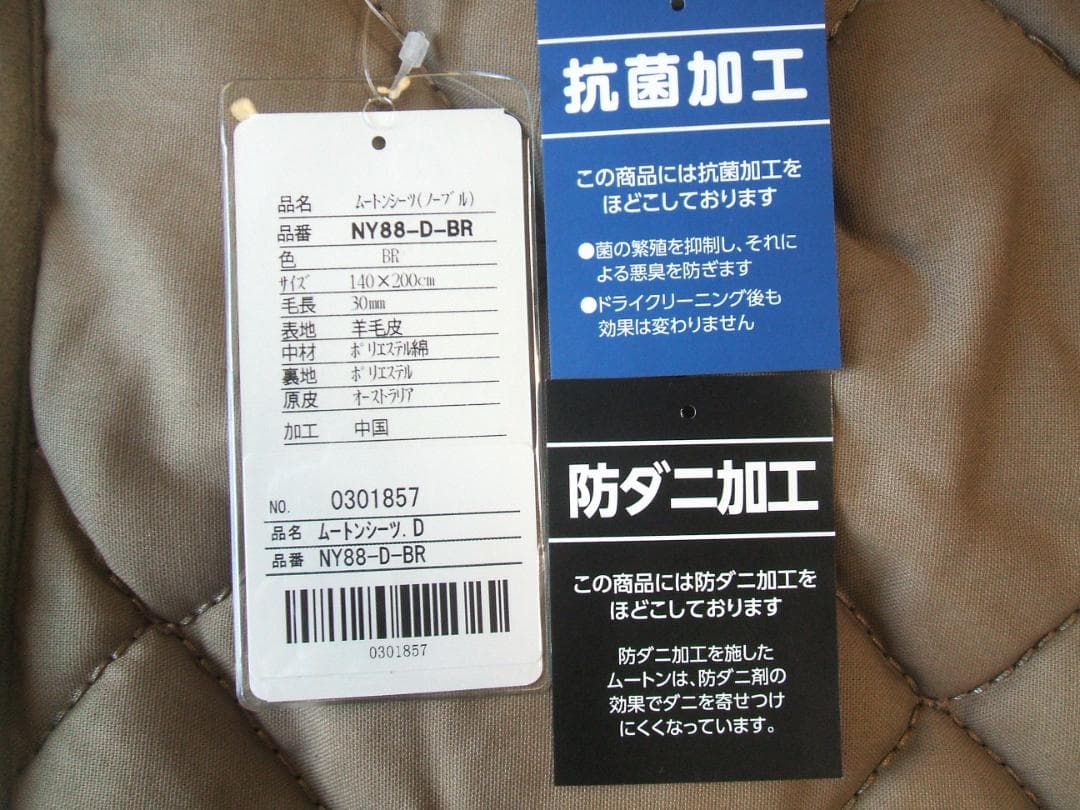 品名 ムートンシーツ(ノーブル)
品番 NY88-D-BR
色 BR
サイズ 140×200cm
毛長 30mm
表地 羊毛皮
中材 ポリエステル綿
裏地 ポリエステル
原皮 オーストラリア
加工 中国
NO. 0301857
品名 ムートンシーツ.D
品番 NY88-D-BR
0301857
抗菌加工
この商品には抗菌加工を
ほどこしております
●菌の繁殖を抑制し、それに
よる悪臭を防ぎます
●ドライクリーニング後も
効果は変わりません
防ダニ加工
この商品には防ダニ加工を
ほどこしております
防ダニ加工を施した
ムートンは、防ダニ剤の
効果でダニを寄せつけ
にくくなっています。